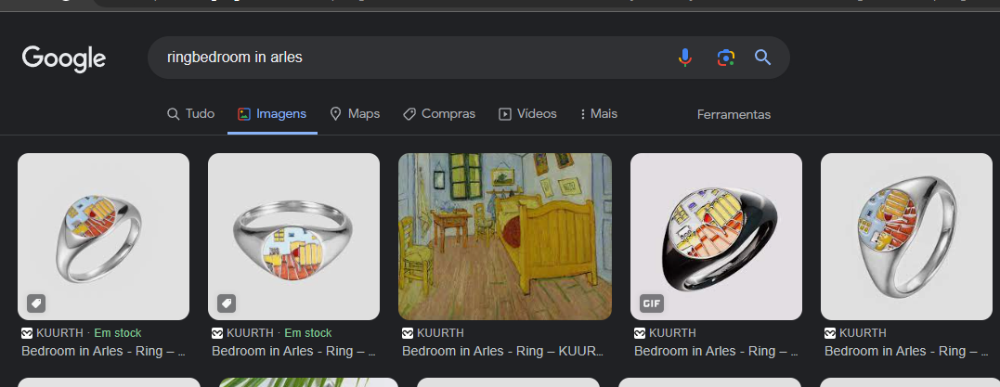 Google
ringbedroom in arles
Tudo Imagens Maps Compras Vídeos Mais Ferramentas
GIF
KUURTH · Em stock KUURTH · Em stock KUURTH KUURTH KUURTH
Bedroom in Arles - Ring – ... Bedroom in Arles - Ring – ... Bedroom in Arles - Ring – KUUR... Bedroom in Arles - Ring – ... Bedroom in Arles - Ring – ...